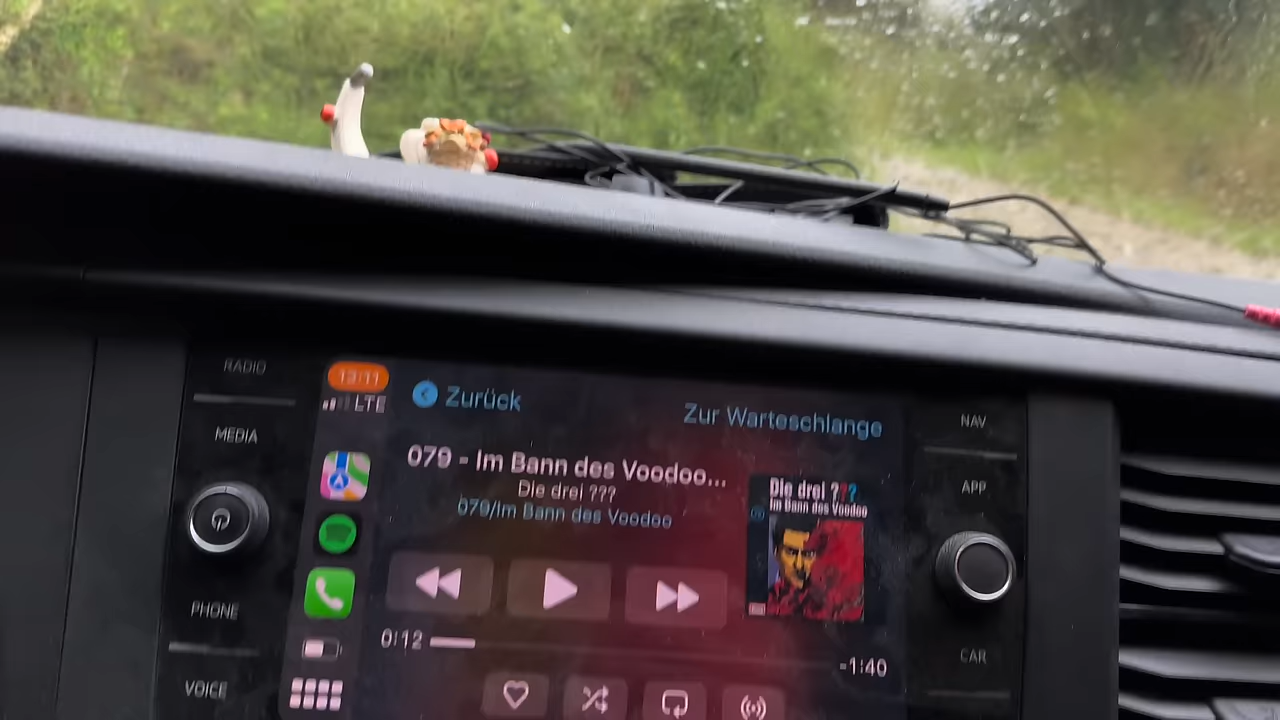 RADIO
MEDIA
PHONE
VOICE
13:11
LTE
Zurück
Zur Warteschlange
079 - Im Bann des Voodoo...
Die drei ???
079/Im Bann des Voodoo
Die drei ???
Im Bann des Voodoo
0:12
-1:40
NAV
APP
CAR